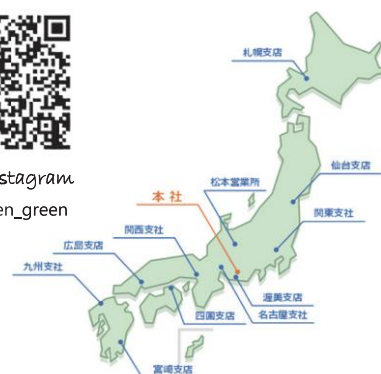 札幌支店
stagram
en_green
仙台支店
松本営業所
本社
関東支社
関西支社
広島支店
九州支社
渥美支店
四国支店
名古屋支社
宮崎支店